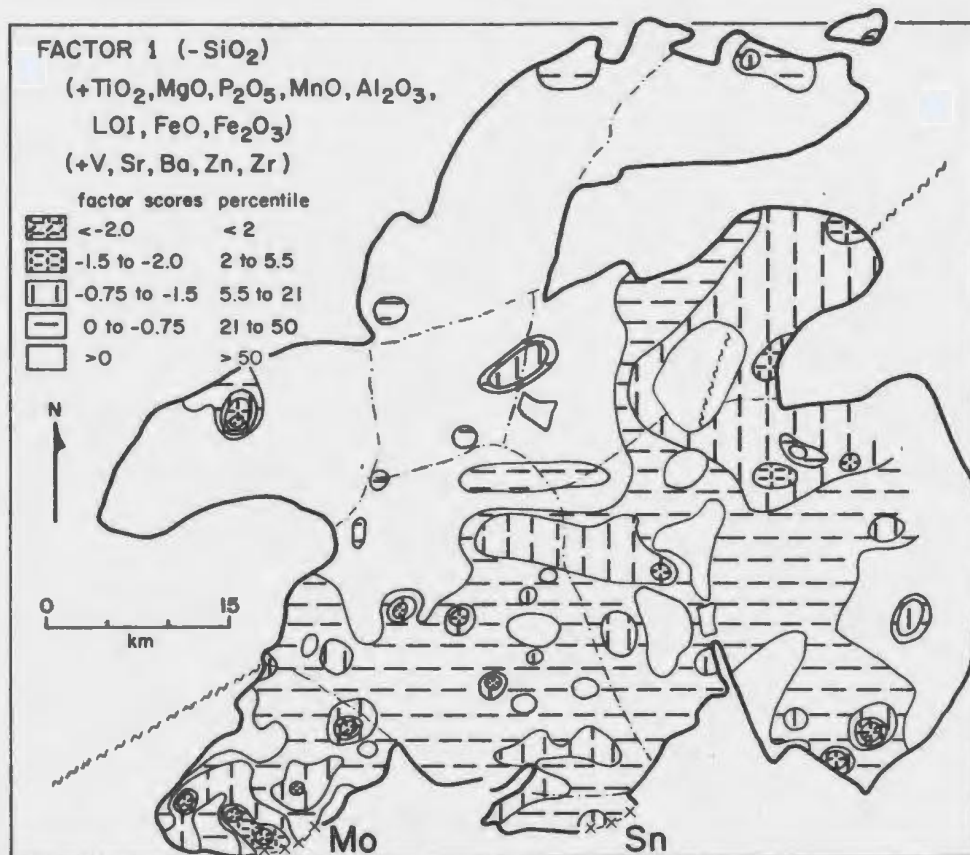 FACTOR 1 (-SiO₂)
(+TiO₂, MgO, P₂O₅, MnO, Al₂O₃,
LOI, FeO, Fe₂O₃)
(+V, Sr, Ba, Zn, Zr)
factor scores percentile
<-2.0 < 2
-1.5 to -2.0 2 to 5.5
-0.75 to -1.5 5.5 to 21
0 to -0.75 21 to 50
>0 > 50
N
0 15
km
Mo Sn